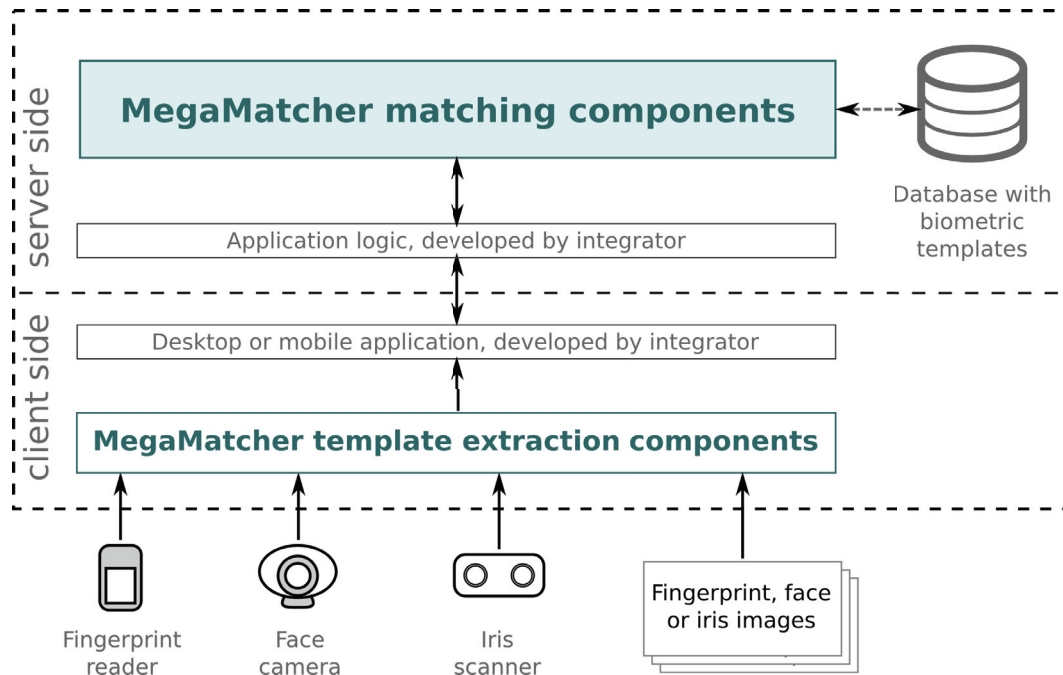 server side
MegaMatcher matching components
Database with
biometric
templates
Application logic, developed by integrator
client side
Desktop or mobile application, developed by integrator
MegaMatcher template extraction components
Fingerprint
reader
Face
camera
Iris
scanner
Fingerprint, face
or iris images